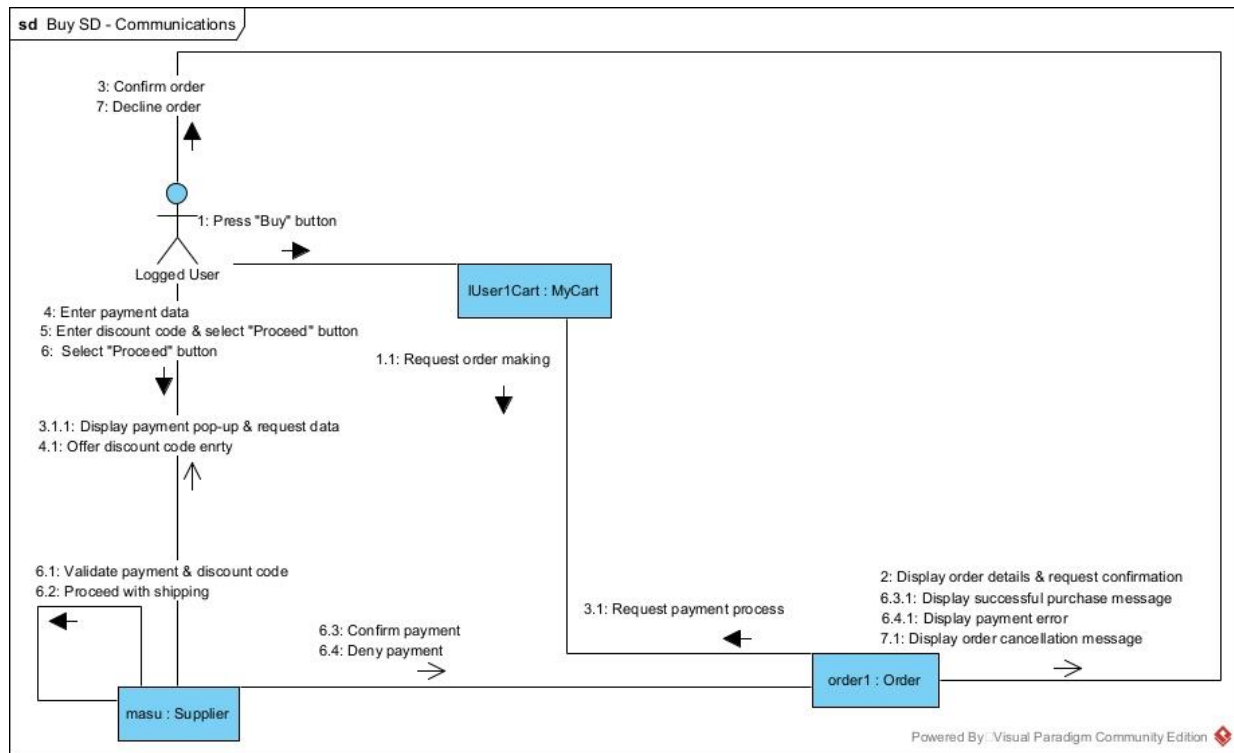 sd Buy SD - Communications
3: Confirm order
7: Decline order
1: Press "Buy" button
Logged User
lUser1Cart : MyCart
4: Enter payment data
5: Enter discount code & select "Proceed" button
6: Select "Proceed" button
1.1: Request order making
3.1.1: Display payment pop-up & request data
4.1: Offer discount code enrty
6.1: Validate payment & discount code
6.2: Proceed with shipping
2: Display order details & request confirmation
6.3.1: Display successful purchase message
6.4.1: Display payment error
7.1: Display order cancellation message
3.1: Request payment process
6.3: Confirm payment
6.4: Deny payment
order1 : Order
masu : Supplier
Powered By Visual Paradigm Community Edition